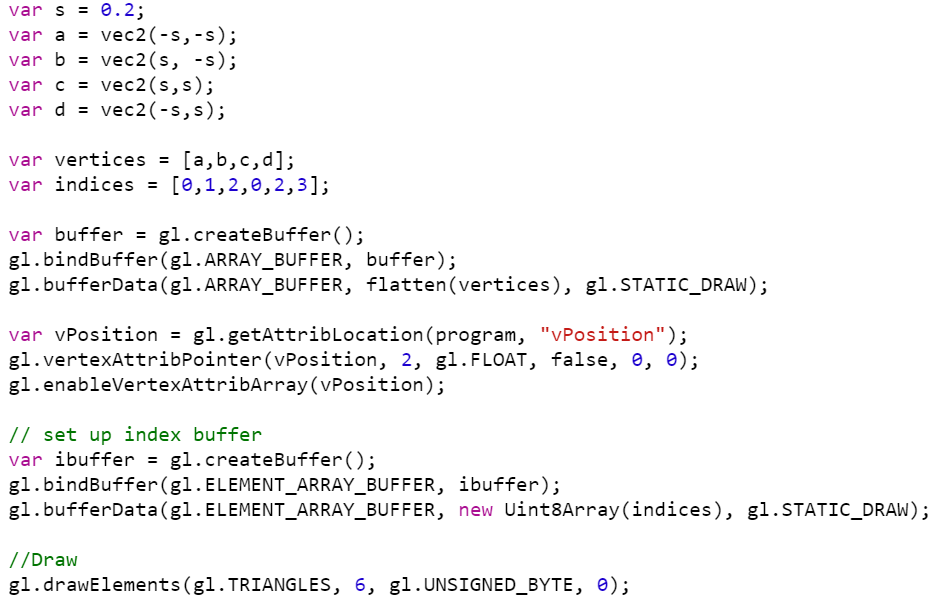 var s = 0.2;
var a = vec2(-s,-s);
var b = vec2(s, -s);
var c = vec2(s,s);
var d = vec2(-s,s);

var vertices = [a,b,c,d];
var indices = [0,1,2,0,2,3];

var buffer = gl.createBuffer();
gl.bindBuffer(gl.ARRAY_BUFFER, buffer);
gl.bufferData(gl.ARRAY_BUFFER, flatten(vertices), gl.STATIC_DRAW);

var vPosition = gl.getAttribLocation(program, "vPosition");
gl.vertexAttribPointer(vPosition, 2, gl.FLOAT, false, 0, 0);
gl.enableVertexAttribArray(vPosition);

// set up index buffer
var ibuffer = gl.createBuffer();
gl.bindBuffer(gl.ELEMENT_ARRAY_BUFFER, ibuffer);
gl.bufferData(gl.ELEMENT_ARRAY_BUFFER, new Uint8Array(indices), gl.STATIC_DRAW);

//Draw
gl.drawElements(gl.TRIANGLES, 6, gl.UNSIGNED_BYTE, 0);